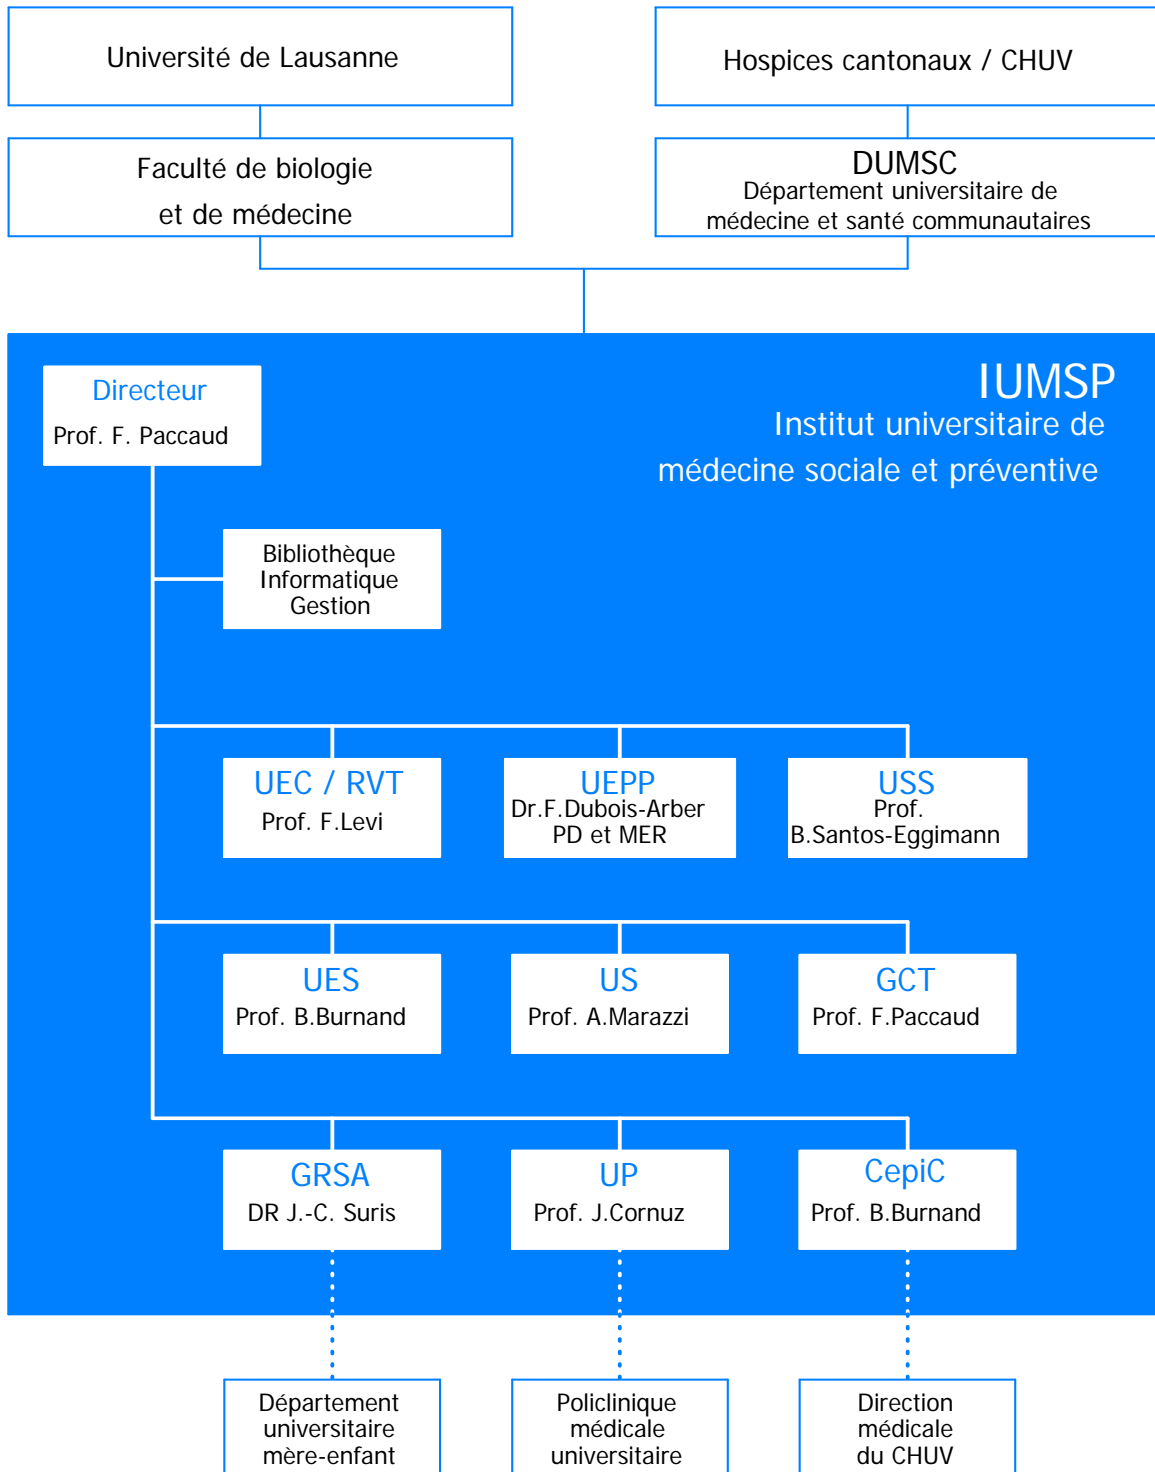 Université de Lausanne
Hospices cantonaux / CHUV
Faculté de biologie
et de médecine
DUMSC
Département universitaire de
médecine et santé communautaires
IUMSP
Institut universitaire de
médecine sociale et préventive
Directeur
Prof. F. Paccaud
Bibliothèque
Informatique
Gestion
UEC / RVT
Prof. F.Levi
UEPP
Dr.F.Dubois-Arber
PD et MER
USS
Prof.
B.Santos-Eggimann
UES
Prof. B.Burnand
US
Prof. A.Marazzi
GCT
Prof. F.Paccaud
GRSA
DR J.-C. Suris
UP
Prof. J.Cornuz
CepiC
Prof. B.Burnand
Département
universitaire
mère-enfant
Policlinique
médicale
universitaire
Direction
médicale
du CHUV